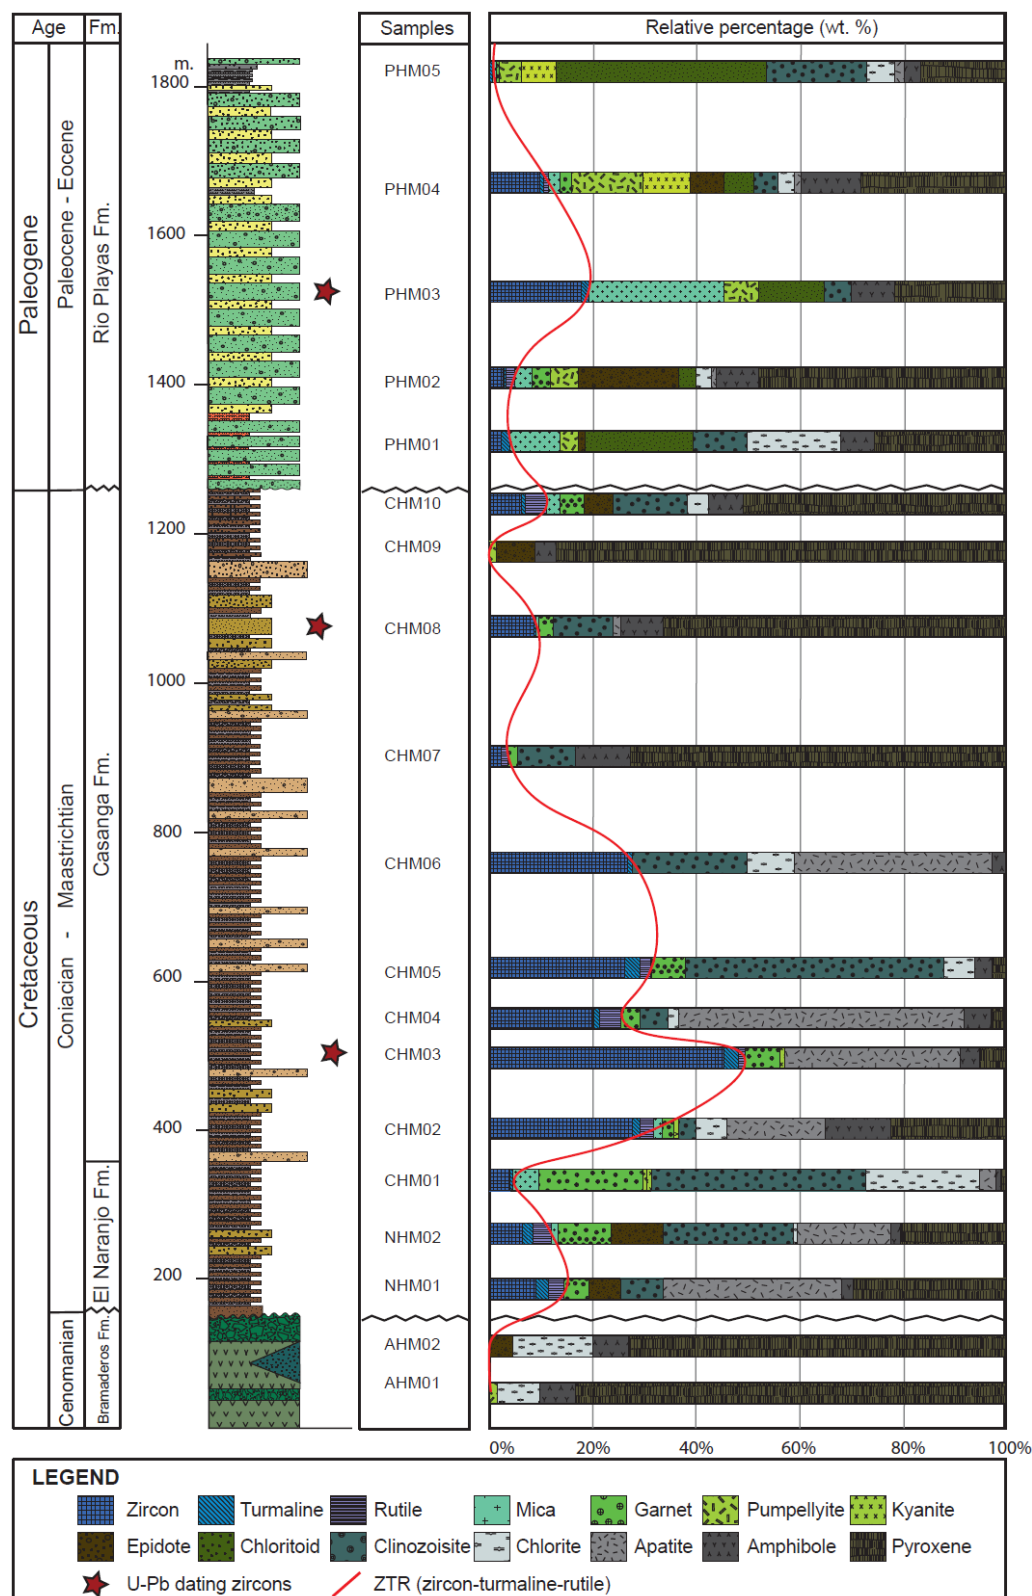 Age Fm. Samples Relative percentage (wt. %)
Paleogene
Paleocene - Eocene
Rio Playas Fm.
Cretaceous
Coniacian - Maastrichtian
Casanga Fm.
El Naranjo Fm.
Cenomanian
Bramaderos Fm.
m.
1800
1600
1400
1200
1000
800
600
400
200
PHM05
PHM04
PHM03
PHM02
PHM01
CHM10
CHM09
CHM08
CHM07
CHM06
CHM05
CHM04
CHM03
CHM02
CHM01
NHM02
NHM01
AHM02
AHM01
0% 20% 40% 60% 80% 100%
LEGEND
Zircon Turmaline Rutile Mica Garnet Pumpellyite Kyanite
Epidote Chloritoid Clinozoisite Chlorite Apatite Amphibole Pyroxene
U-Pb dating zircons ZTR (zircon-turmaline-rutile)